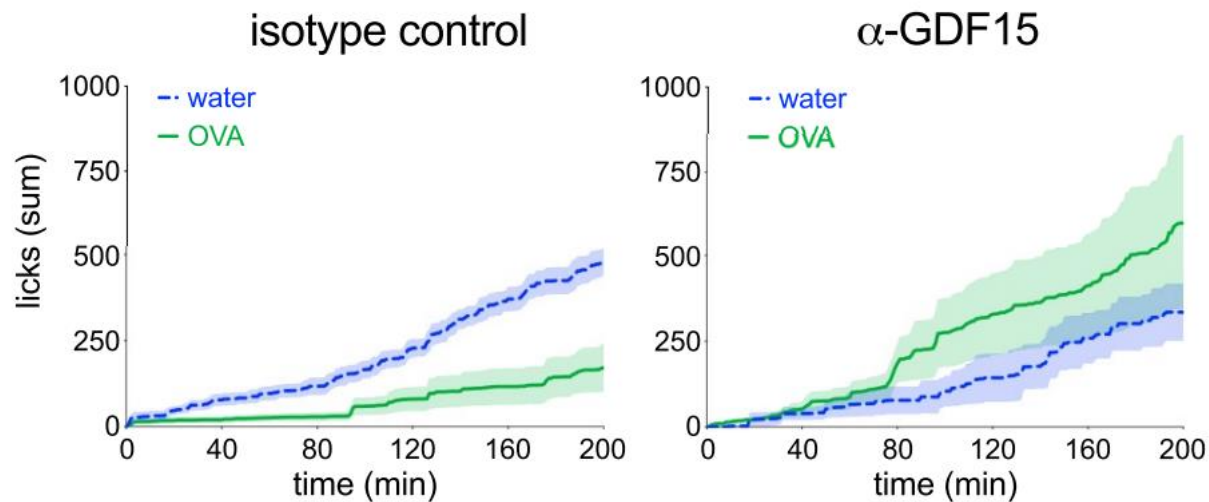 isotype control
α-GDF15
licks (sum)
1000
750
500
250
0
water
OVA
0 40 80 120 160 200
time (min)
1000
750
500
250
0
water
OVA
0 40 80 120 160 200
time (min)